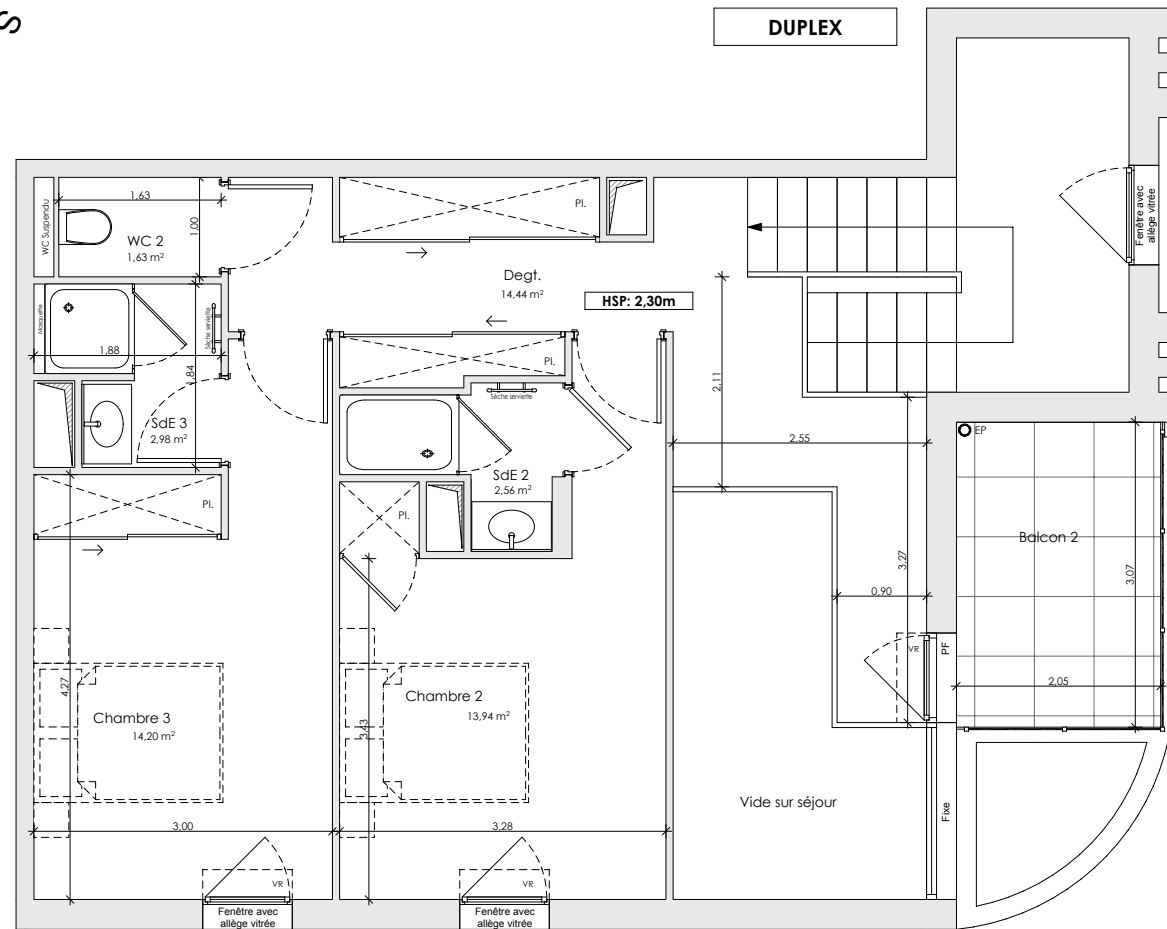 S
DUPLEX
WC Suspendu
1,63
1,00
WC 2
1,63 m²
Pl.
Degt.
14,44 m²
HSP: 2,30m
Fenêtre avec
allège vitrée
Moquette
Sèche serviette
1,88
1,84
SdE 3
2,98 m²
Pl.
Sèche serviette
2,11
2,55
SdE 2
2,56 m²
Pl.
Pl.
EP
Balcon 2
3,27
3,07
0,90
VR
PF
2,05
4,27
Chambre 3
14,20 m²
3,43
Chambre 2
13,94 m²
Vide sur séjour
Fixe
3,00
3,28
VR
VR
Fenêtre avec
allège vitrée
Fenêtre avec
allège vitrée